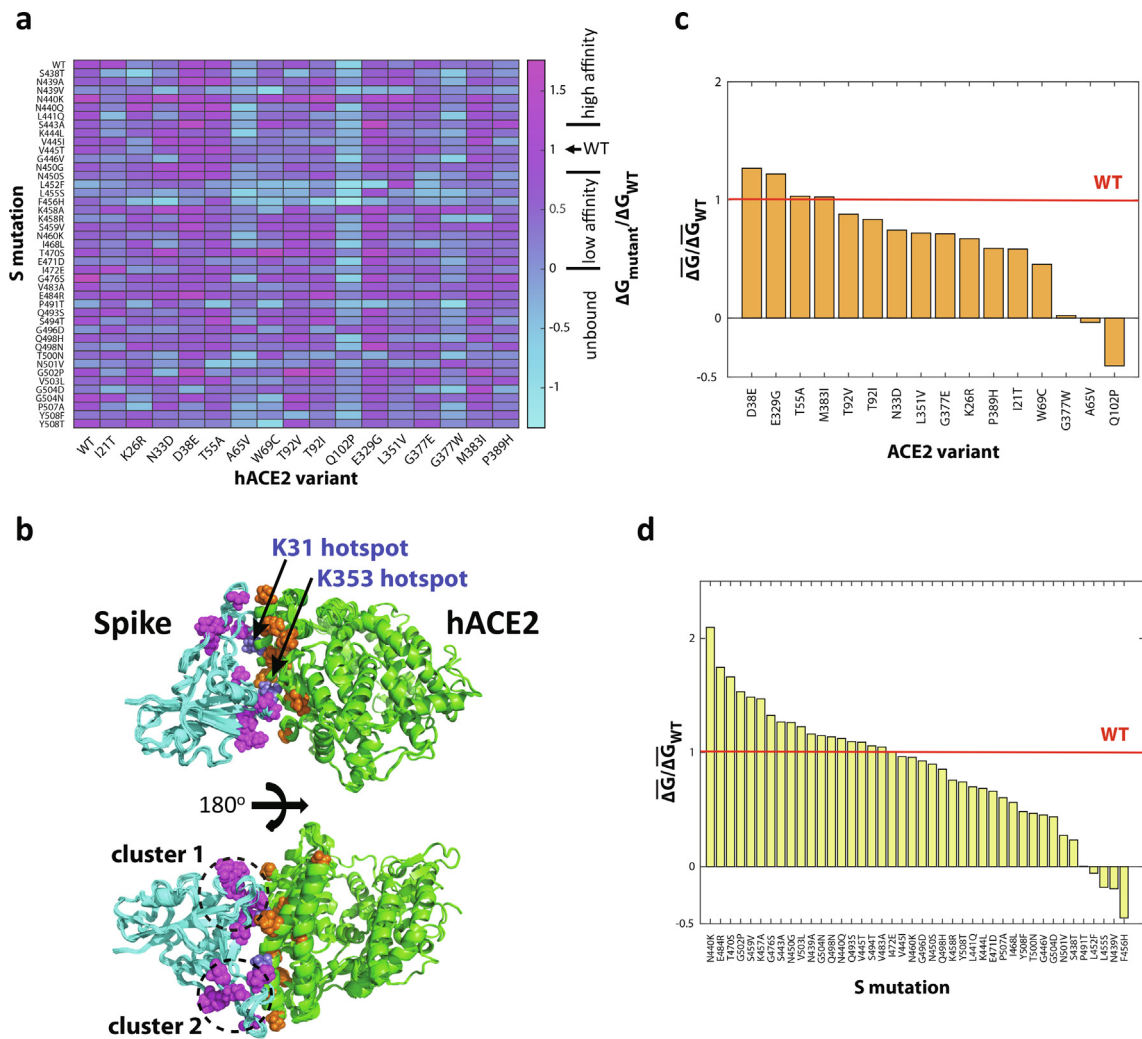 a
S mutation
WT
S438T
N439A
N439V
N440K
N440Q
L441Q
S443A
K444L
V445I
V445T
G446V
N450G
N450S
L452F
L455S
F456H
K458A
K458R
S459V
N460K
I468L
T470S
E471D
I472E
G476S
V483A
E484R
P491T
Q493S
S494T
G496D
Q498H
Q498N
T500N
N501V
G502P
V503L
G504D
G504N
P507A
Y508F
Y508T
WT I21T K26R N33D D38E T55A A65V W69C T92V T92I Q102P E329G L351V G377E G377W M383I P389H
hACE2 variant
1.5
1
0.5
0
-0.5
-1
high affinity
WT
low affinity
unbound
ΔGmutant/ΔGWT
b
K31 hotspot
K353 hotspot
Spike
hACE2
180º
cluster 1
cluster 2
c
ΔG/ΔGWT
2
1
0
-0.5
WT
D38E E329G T55A M383I T92V T92I N33D L351V G377E K26R P389H I21T W69C G377W A65V Q102P
ACE2 variant
d
ΔG/ΔGWT
2
1
0
-0.5
WT
N440K E484R T470S G502P S459V K457A G476S S443A N450G V503L N439A G504N Q498N N440Q Q493S V445T S494T V483A I472E V445I N460K G496D N450S Q498H K458R Y508T L441Q K444L E471D P507A I468L Y508F T500N G446V G504D N501V S438T P491T L452F L455S N439V F456H
S mutation